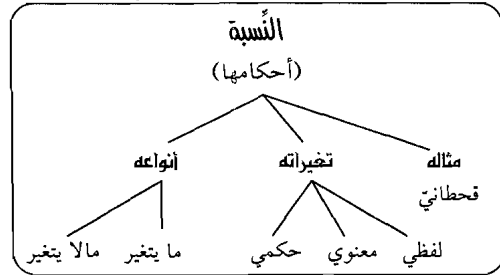 النِّسبة
(أحكامها)
مثاله تغيراته أنواعه
قحطانيّ
لفظي معنوي حكمي ما يتغير مالا يتغير